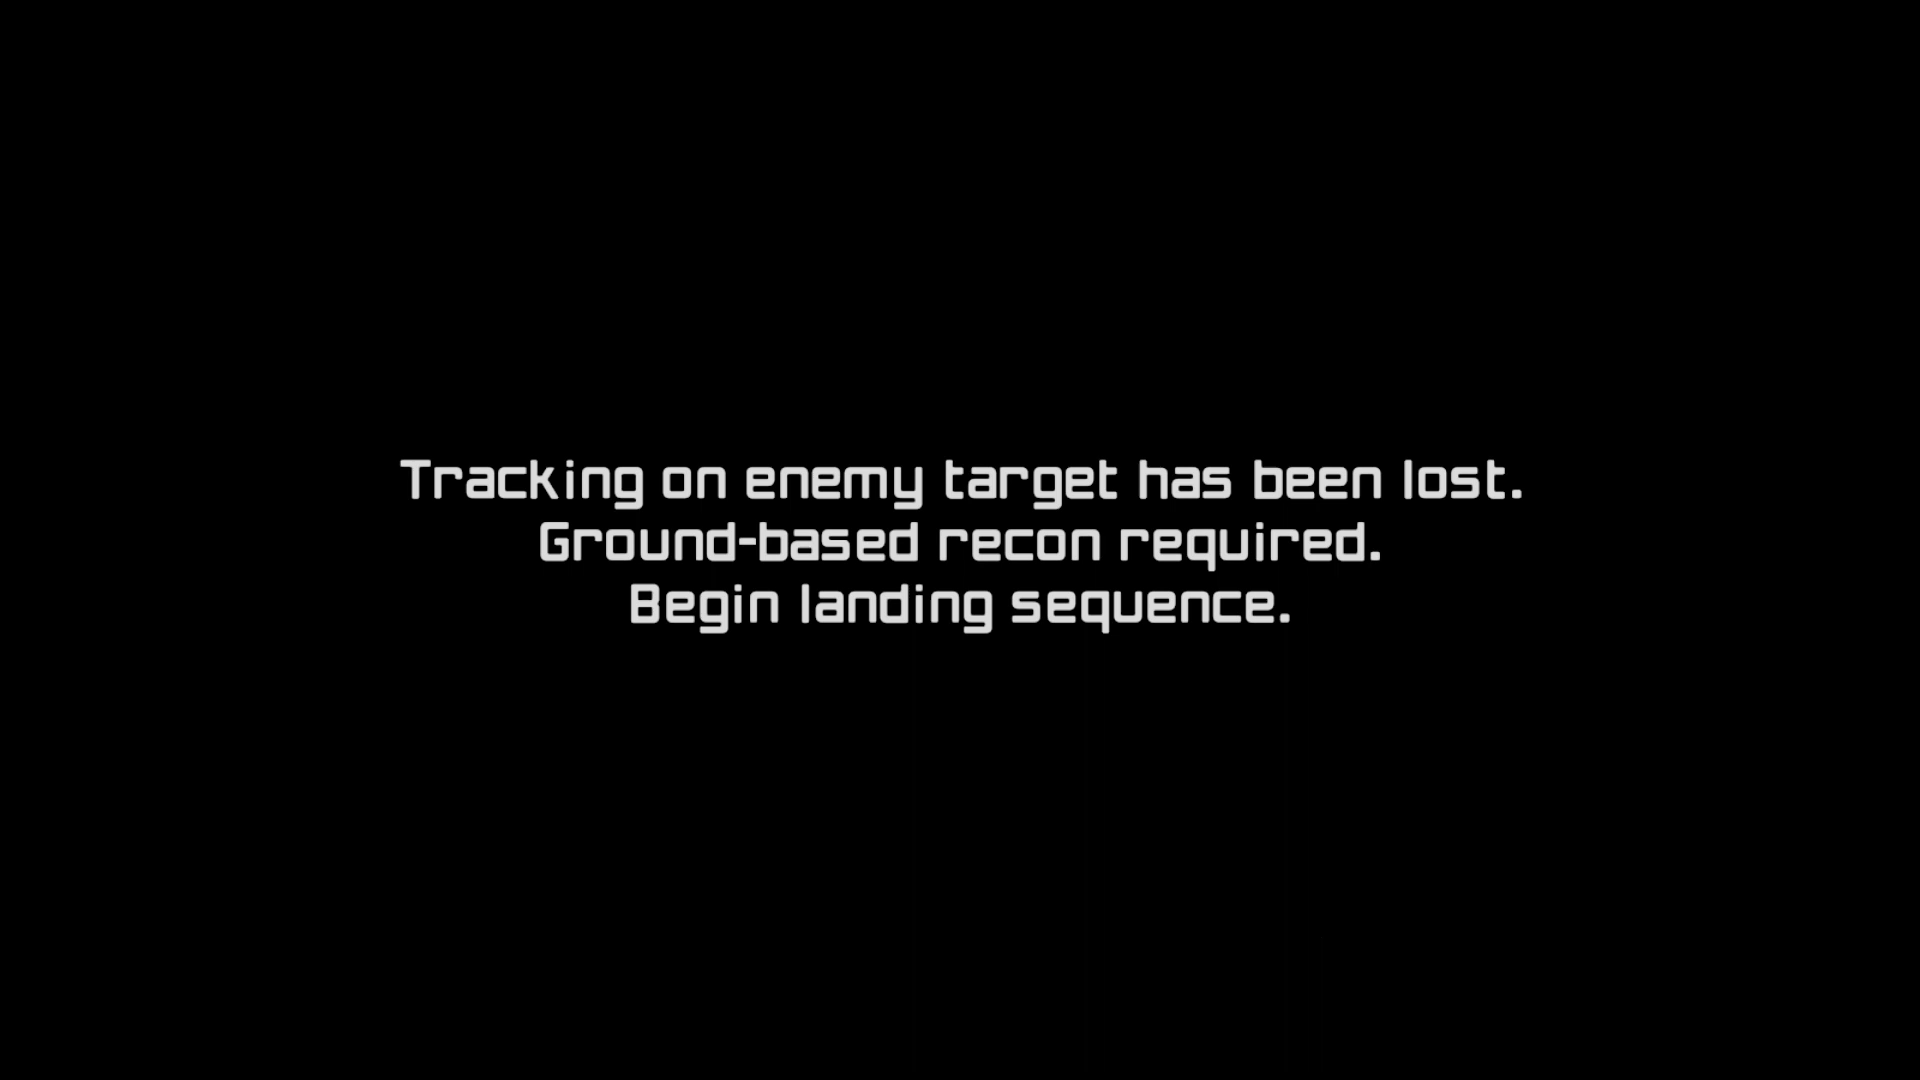 Tracking on enemy target has been lost.
Ground-based recon required.
Begin landing sequence.